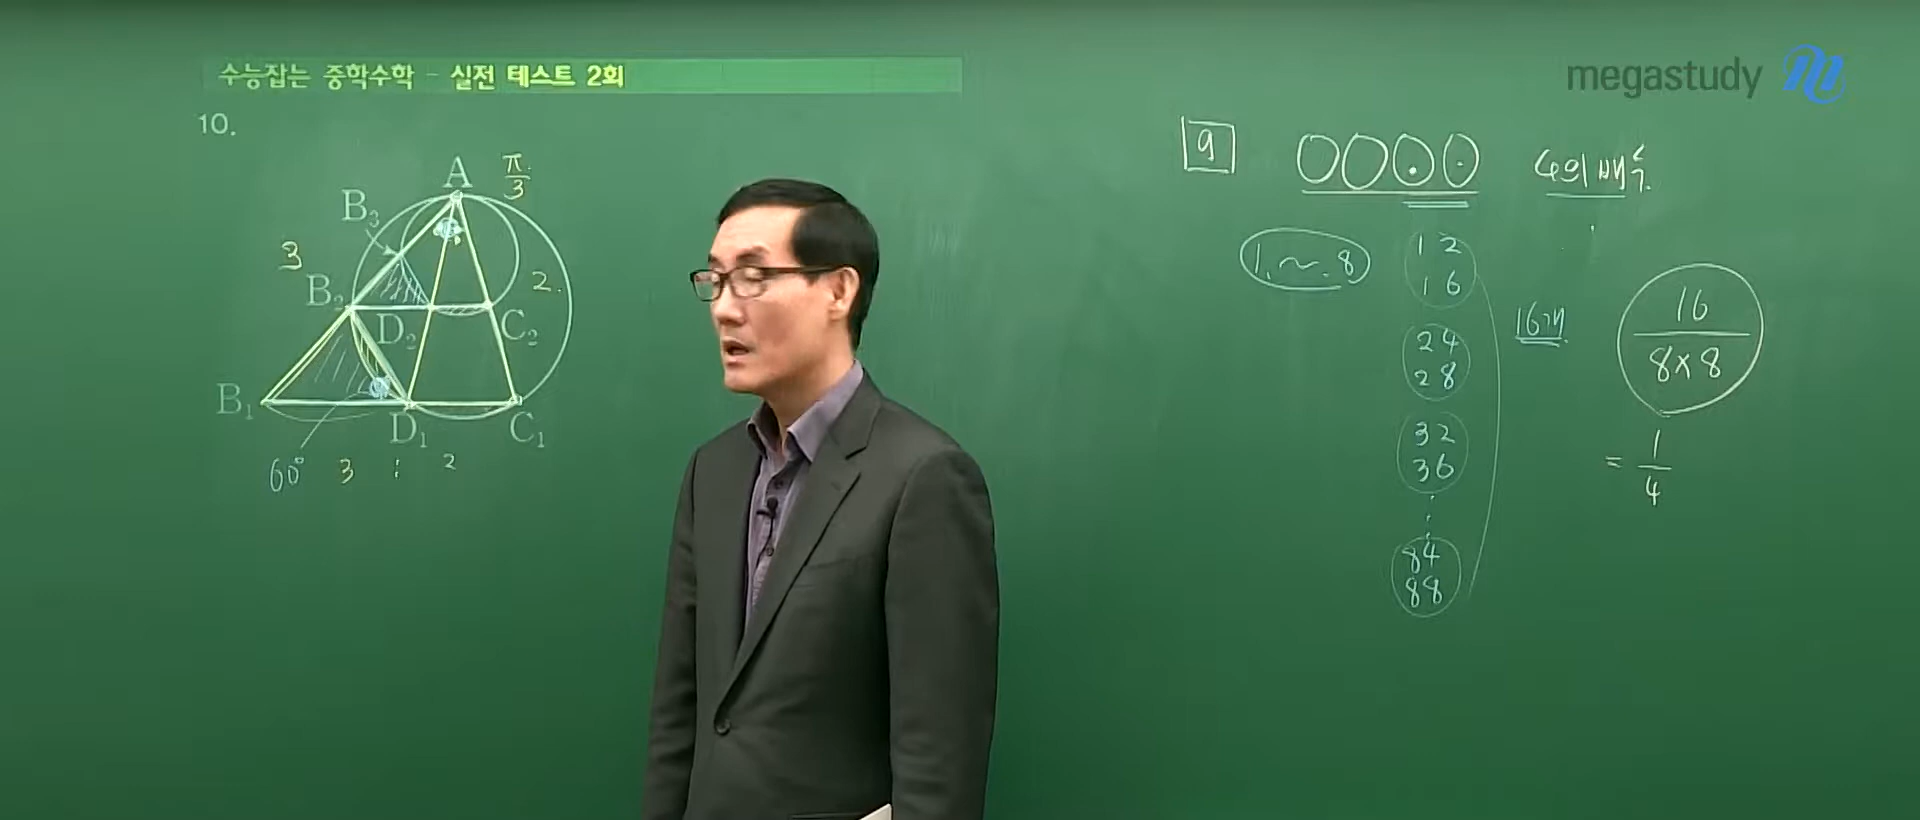 수능잡는 중학수학 - 실전 테스트 2회
megastudy
10.
A
π/3
B₃
3
2.
B₂
D₂
C₂
B₁
D₁
C₁
60° 3 : 2
9
4의 배수.
1. ~ . 8
12
16
24
28
32
36
⋮
84
88
16개.
16
8×8
= 1/4